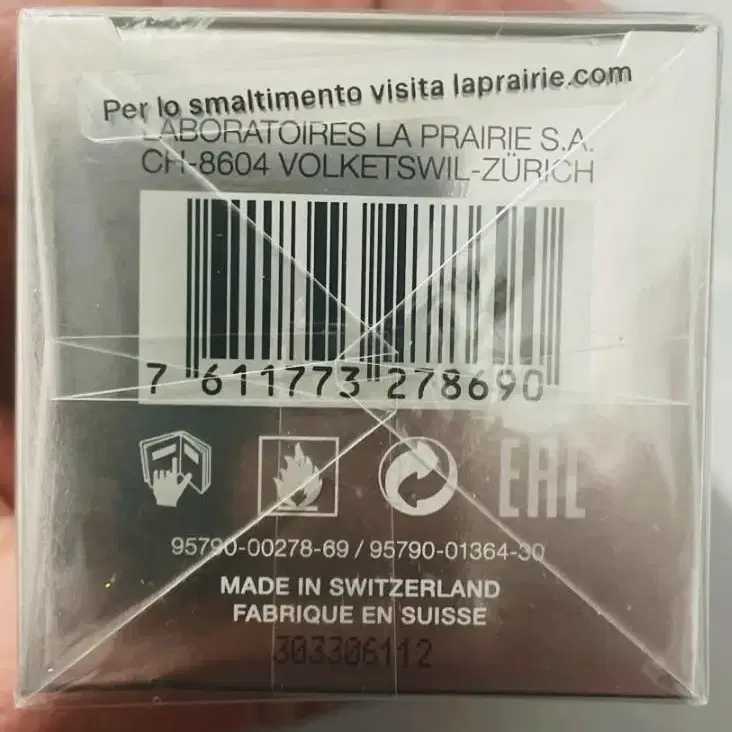 Per lo smaltimento visita laprairie.com
LABORATOIRES LA PRAIRIE S.A.
CH-8604 VOLKETSWIL-ZÜRICH
7 611773 278690
EAC
95790-00278-69 / 95790-01364-30
MADE IN SWITZERLAND
FABRIQUE EN SUISSE
303306112